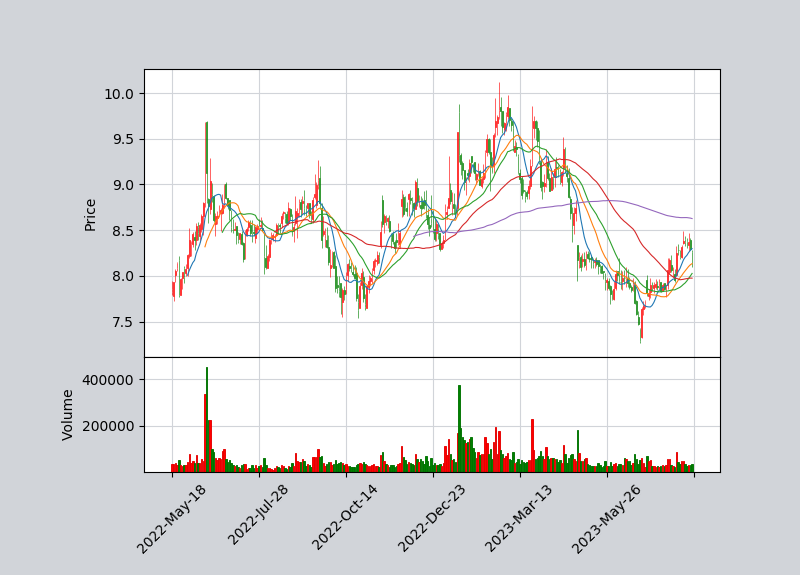 10.0
9.5
9.0
8.5
8.0
7.5
Price
400000
200000
Volume
2022-May-18
2022-Jul-28
2022-Oct-14
2022-Dec-23
2023-Mar-13
2023-May-26